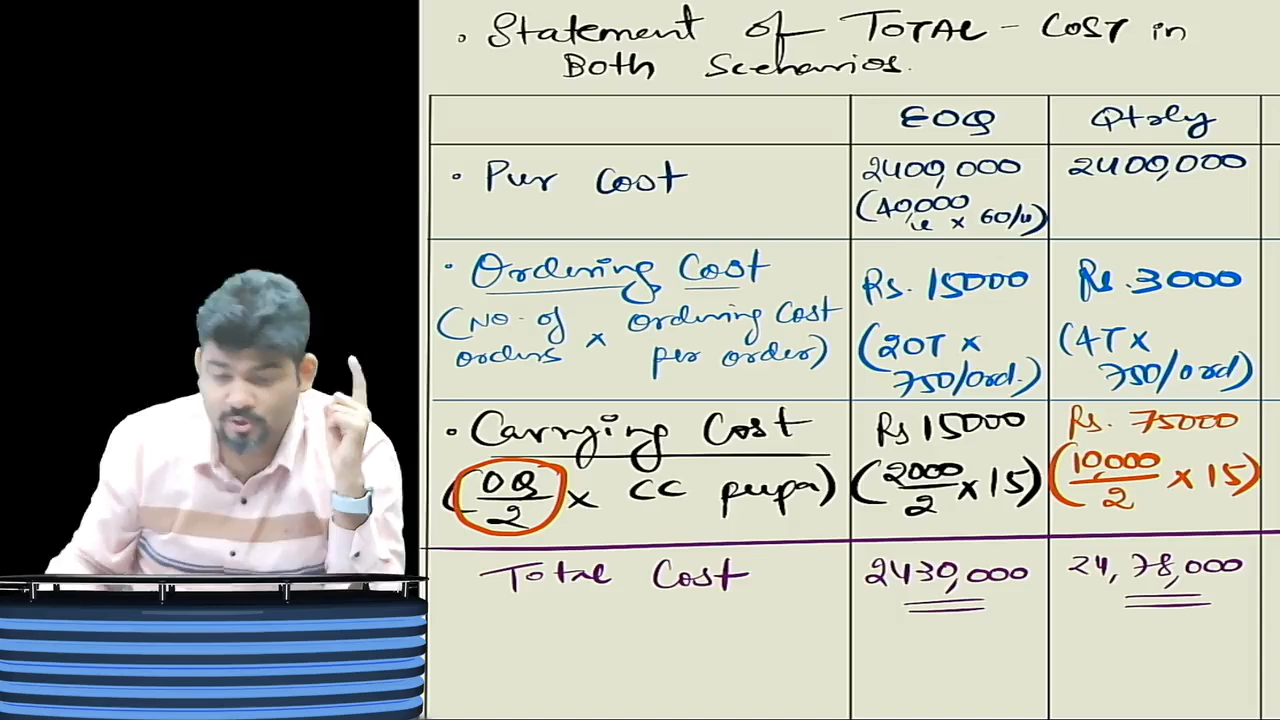 • Statement of TOTAL - COST in
Both Scenarios.
EOQ Qtrly
• Pur Cost 2400,000 2400,000
(40,000 u x 60/u)
• Ordering Cost Rs. 15000 Rs. 3000
(No. of orders x ordering cost per order) (20T x 750/ord.) (4T x 750/ord)
• Carrying Cost Rs 15000 Rs. 75000
(OQ/2 x CC pupa) (2000/2 x 15) (10,000/2 x 15)
Total Cost 2430,000 24,78,000